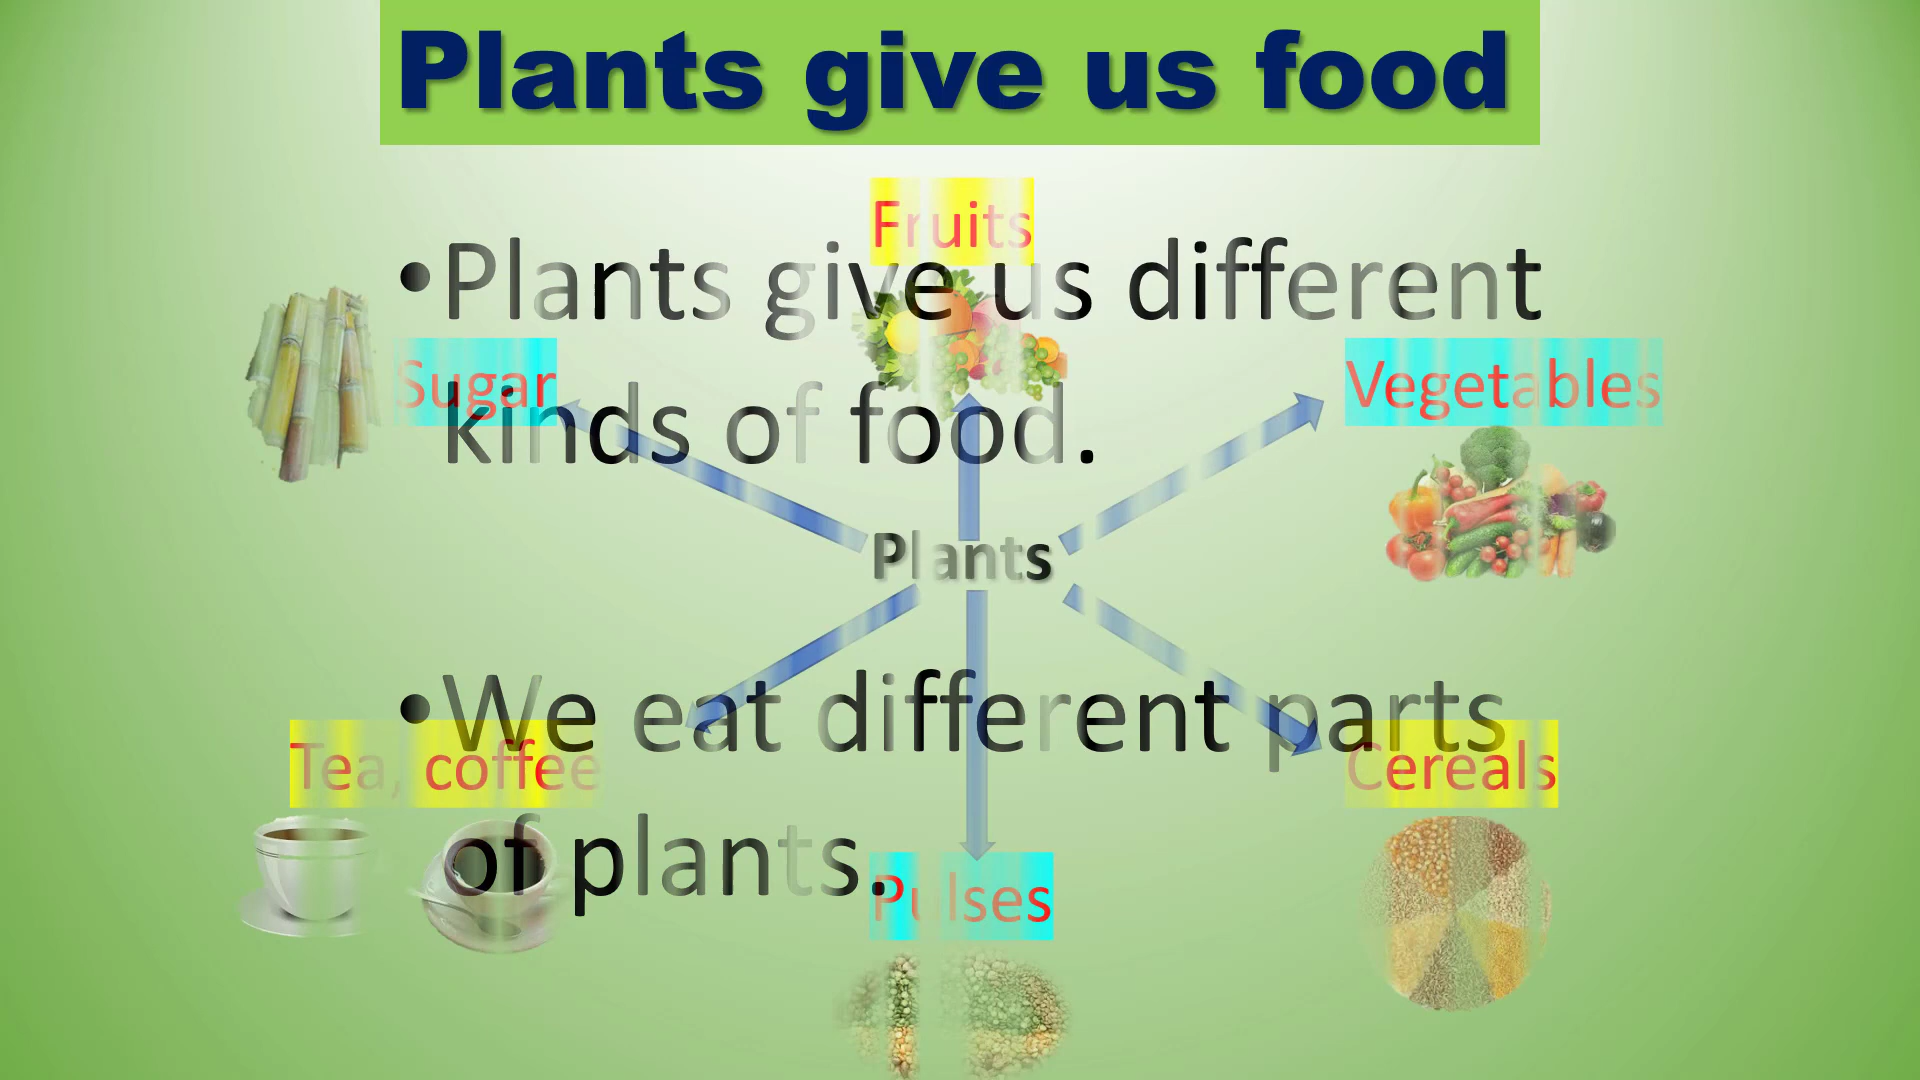 Plants give us food
Fruits
•Plants give us different
kinds of food.
Sugar
Vegetables
Plants
•We eat different parts
of plants.
Tea, coffee
Cereals
Pulses